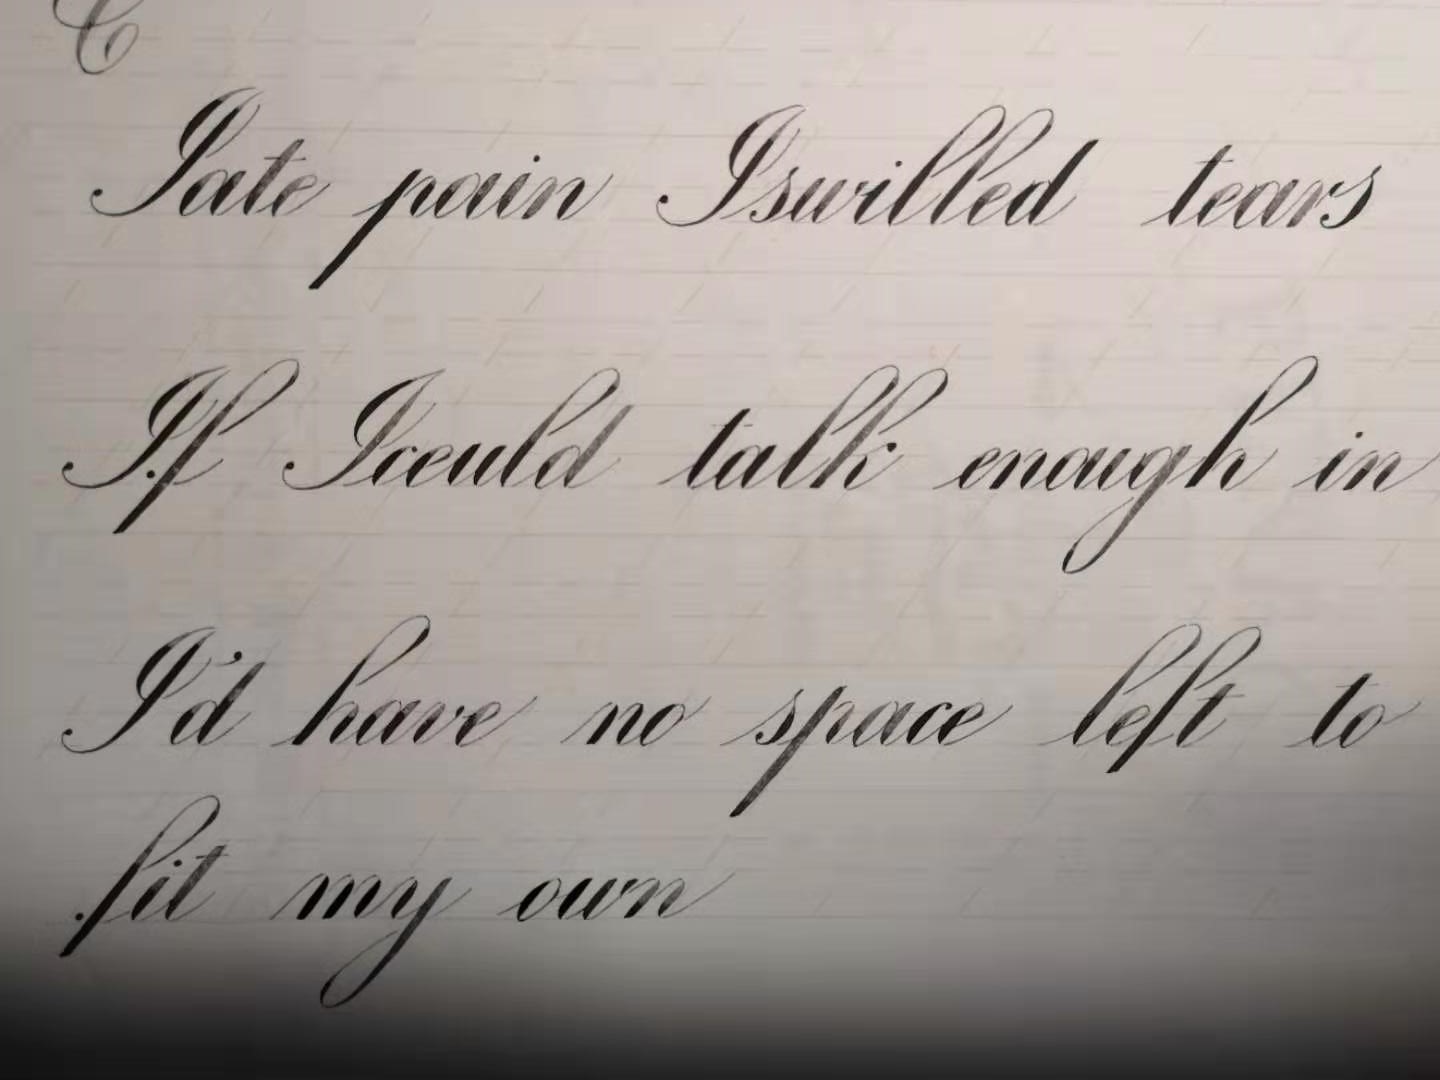 I ate pain I swilled tears
If I could talk enough in
I'd have no space left to
fit my own